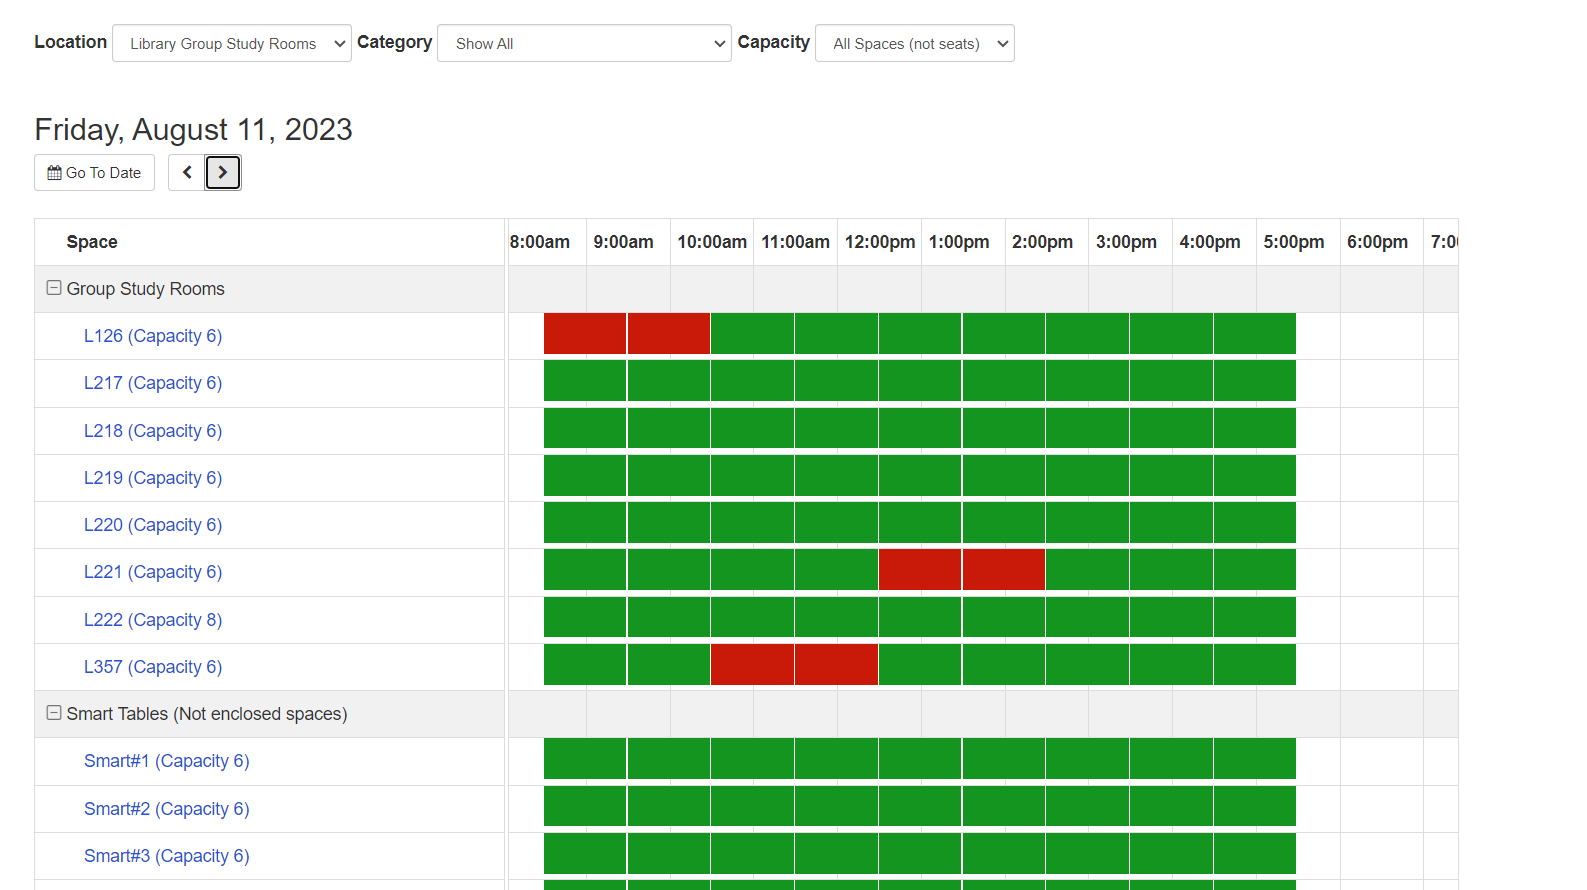 Location Library Group Study Rooms Category Show All Capacity All Spaces (not seats)
Friday, August 11, 2023
Go To Date
Space 8:00am 9:00am 10:00am 11:00am 12:00pm 1:00pm 2:00pm 3:00pm 4:00pm 5:00pm 6:00pm 7:0
Group Study Rooms
L126 (Capacity 6)
L217 (Capacity 6)
L218 (Capacity 6)
L219 (Capacity 6)
L220 (Capacity 6)
L221 (Capacity 6)
L222 (Capacity 8)
L357 (Capacity 6)
Smart Tables (Not enclosed spaces)
Smart#1 (Capacity 6)
Smart#2 (Capacity 6)
Smart#3 (Capacity 6)